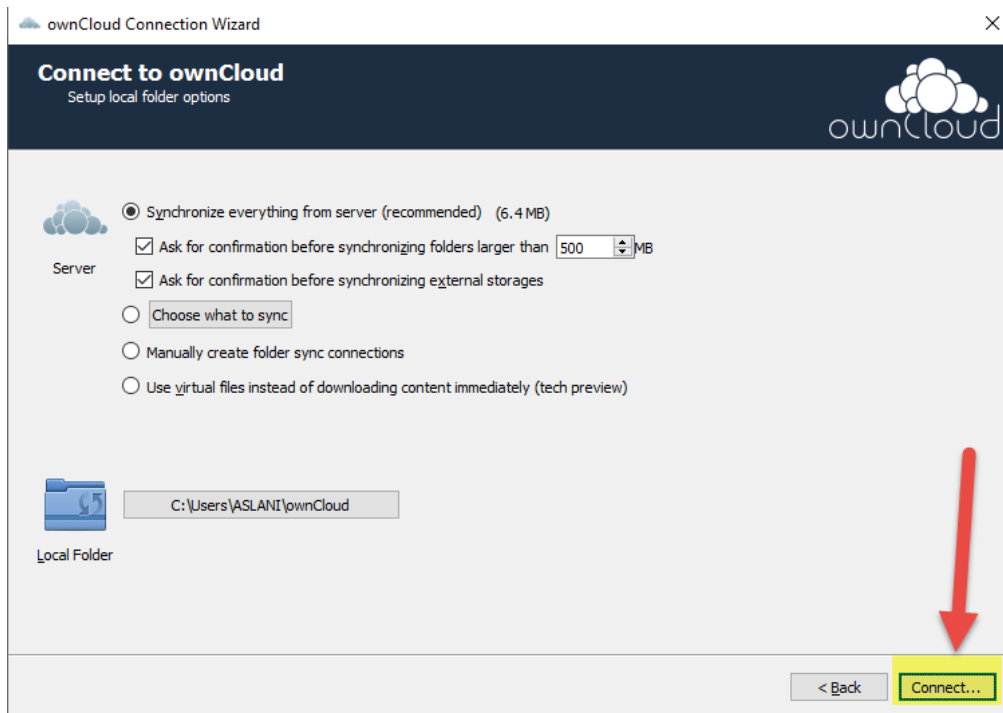 ownCloud Connection Wizard
Connect to ownCloud
Setup local folder options
ownCloud
Synchronize everything from server (recommended) (6.4 MB)
Ask for confirmation before synchronizing folders larger than 500 MB
Server
Ask for confirmation before synchronizing external storages
Choose what to sync
Manually create folder sync connections
Use virtual files instead of downloading content immediately (tech preview)
C:\Users\ASLANI\ownCloud
Local Folder
< Back Connect...